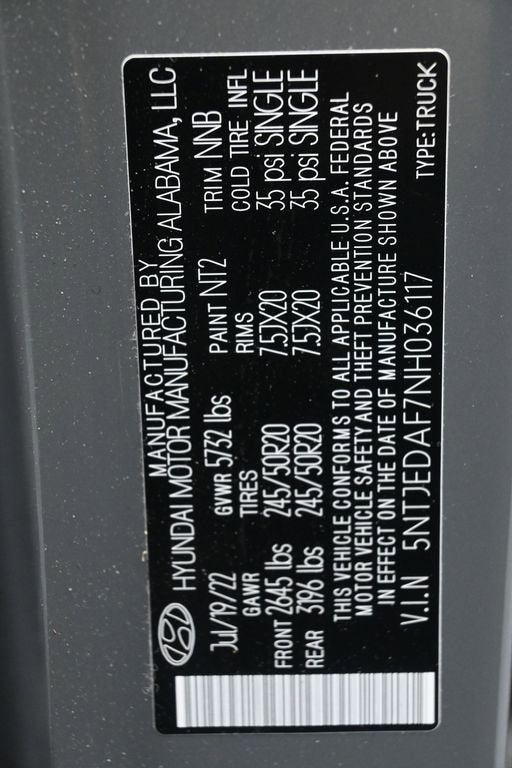 MANUFACTURED BY
HYUNDAI MOTOR MANUFACTURING ALABAMA, LLC
Jul/19/22 GVWR 5732 lbs PAINT NT2 TRIM NNB
GAWR TIRES RIMS COLD TIRE INFL
FRONT 2645 lbs 245/50R20 7.5JX20 35 psi SINGLE
REAR 3196 lbs 245/50R20 7.5JX20 35 psi SINGLE
THIS VEHICLE CONFORMS TO ALL APPLICABLE U.S.A. FEDERAL
MOTOR VEHICLE SAFETY AND THEFT PREVENTION STANDARDS
IN EFFECT ON THE DATE OF MANUFACTURE SHOWN ABOVE
V.I.N 5NTJEDAF7NH036117 TYPE:TRUCK